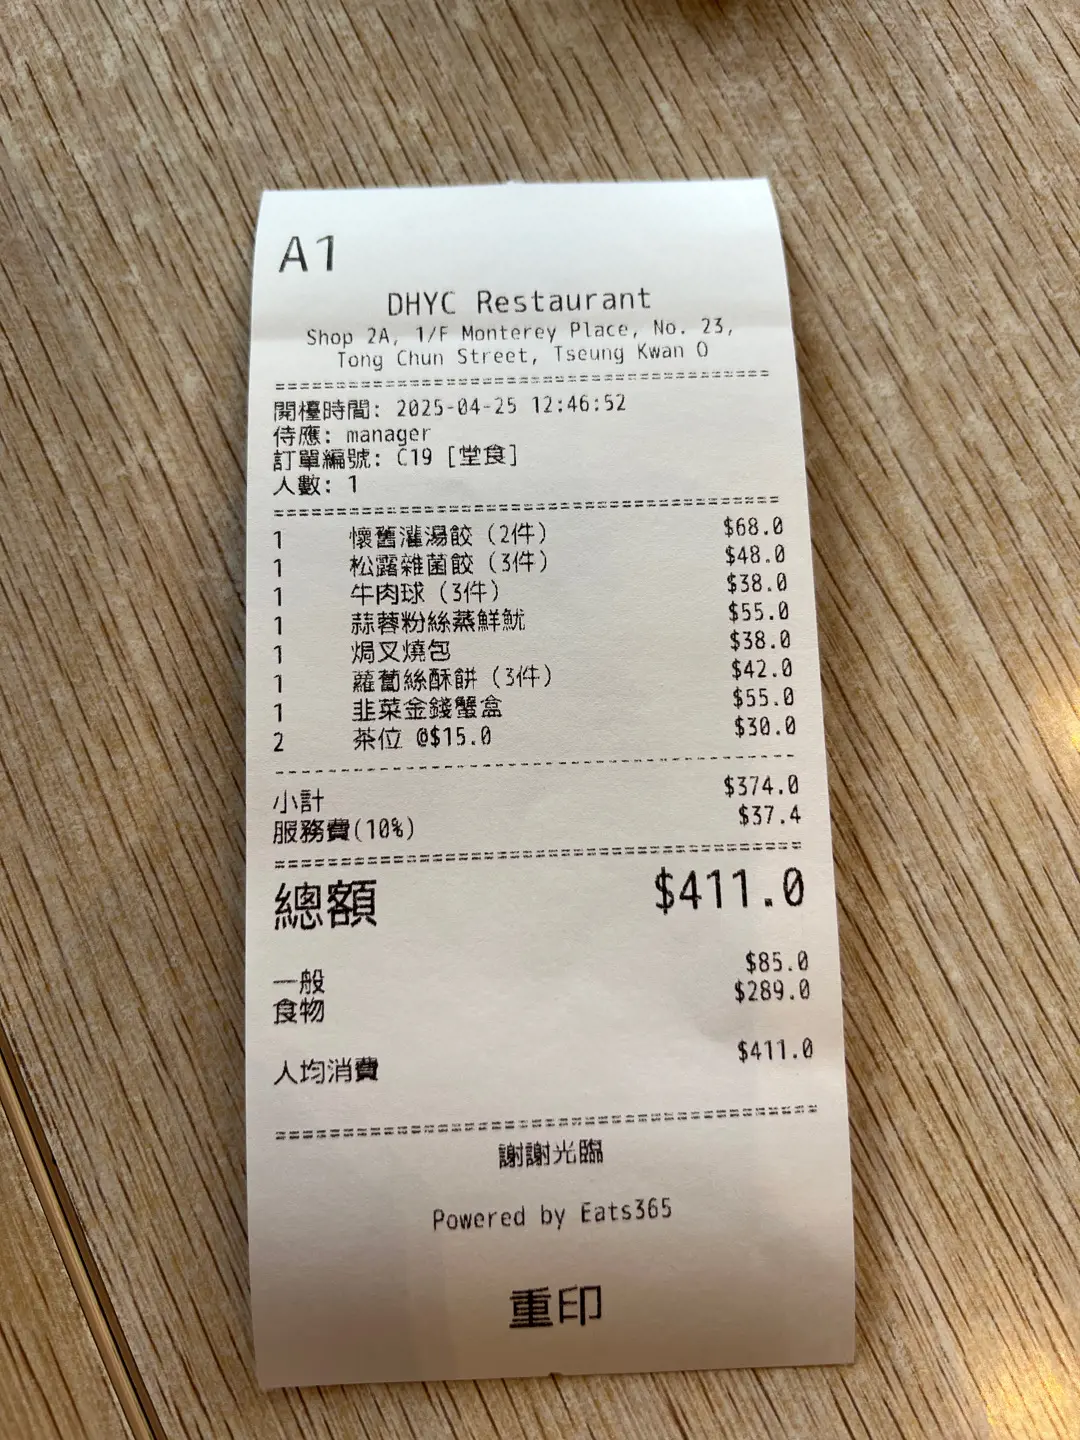 A1
DHYC Restaurant
Shop 2A, 1/F Monterey Place, No. 23,
Tong Chun Street, Tseung Kwan O
開檯時間: 2025-04-25 12:46:52
侍應: manager
訂單編號: C19 [堂食]
人數: 1
1 懷舊灌湯餃 (2件) $68.0
1 松露雜菌餃 (3件) $48.0
1 牛肉球 (3件) $38.0
1 蒜蓉粉絲蒸鮮魷 $55.0
1 焗叉燒包 $38.0
1 蘿蔔絲酥餅 (3件) $42.0
1 韭菜金錢蟹盒 $55.0
2 茶位 @$15.0 $30.0
小計 $374.0
服務費(10%) $37.4
總額 $411.0
一般 $85.0
食物 $289.0
人均消費 $411.0
謝謝光臨
Powered by Eats365
重印